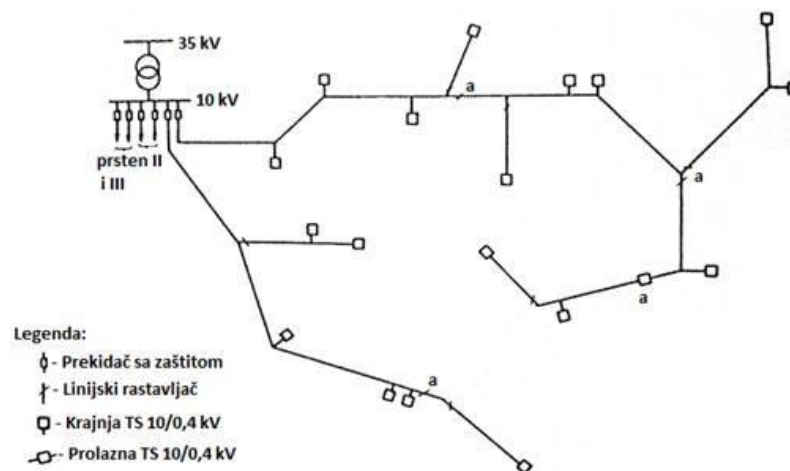 35 kV
10 kV
prsten II
i III
a
a
a
a
Legenda:
- Prekidač sa zaštitom
- Linijski rastavljač
- Krajnja TS 10/0,4 kV
- Prolazna TS 10/0,4 kV